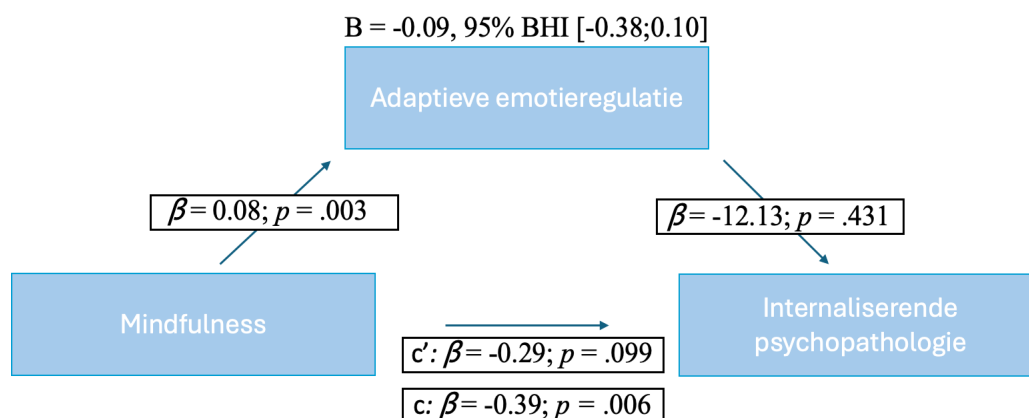 B = -0.09, 95% BHI [-0.38;0.10]
Adaptieve emotieregulatie
β = 0.08; p = .003
β = -12.13; p = .431
Mindfulness
Internaliserende
psychopathologie
c’: β = -0.29; p = .099
c: β = -0.39; p = .006